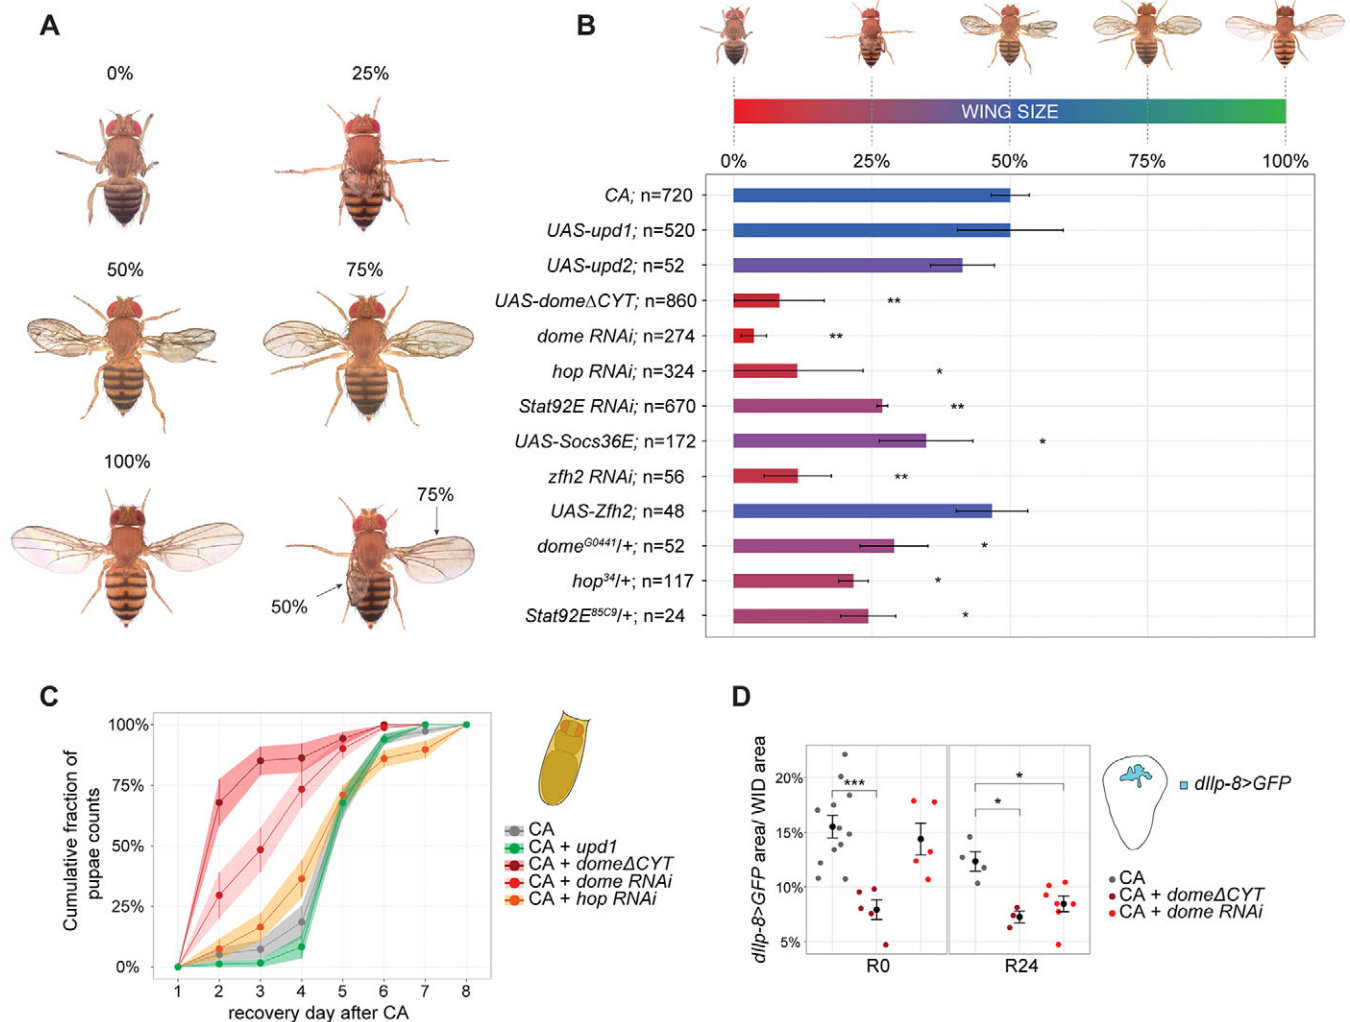 A
0%
25%
50%
75%
100%
75%
50%
B
WING SIZE
0%
25%
50%
75%
100%
CA; n=720
UAS-upd1; n=520
UAS-upd2; n=52
UAS-domeΔCYT; n=860
**
dome RNAi; n=274
**
hop RNAi; n=324
*
Stat92E RNAi; n=670
**
UAS-Socs36E; n=172
*
zfh2 RNAi; n=56
**
UAS-Zfh2; n=48
domeG0441/+; n=52
*
hop34/+; n=117
*
Stat92E85C9/+; n=24
*
C
Cumulative fraction of
pupae counts
100%
75%
50%
25%
0%
1 2 3 4 5 6 7 8
recovery day after CA
CA
CA + upd1
CA + domeΔCYT
CA + dome RNAi
CA + hop RNAi
D
dIlp-8>GFP area/ WID area
20%
15%
10%
5%
***
*
*
R0
R24
dIlp-8>GFP
CA
CA + domeΔCYT
CA + dome RNAi